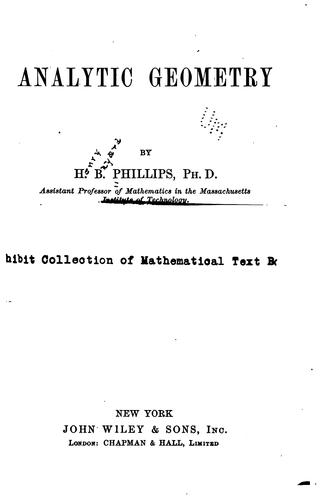 ANALYTIC GEOMETRY
BY
H. B. PHILLIPS, Ph. D.
Assistant Professor of Mathematics in the Massachusetts
Institute of Technology.
hibit Collection of Mathematical Text B
NEW YORK
JOHN WILEY & SONS, Inc.
London: CHAPMAN & HALL, Limited